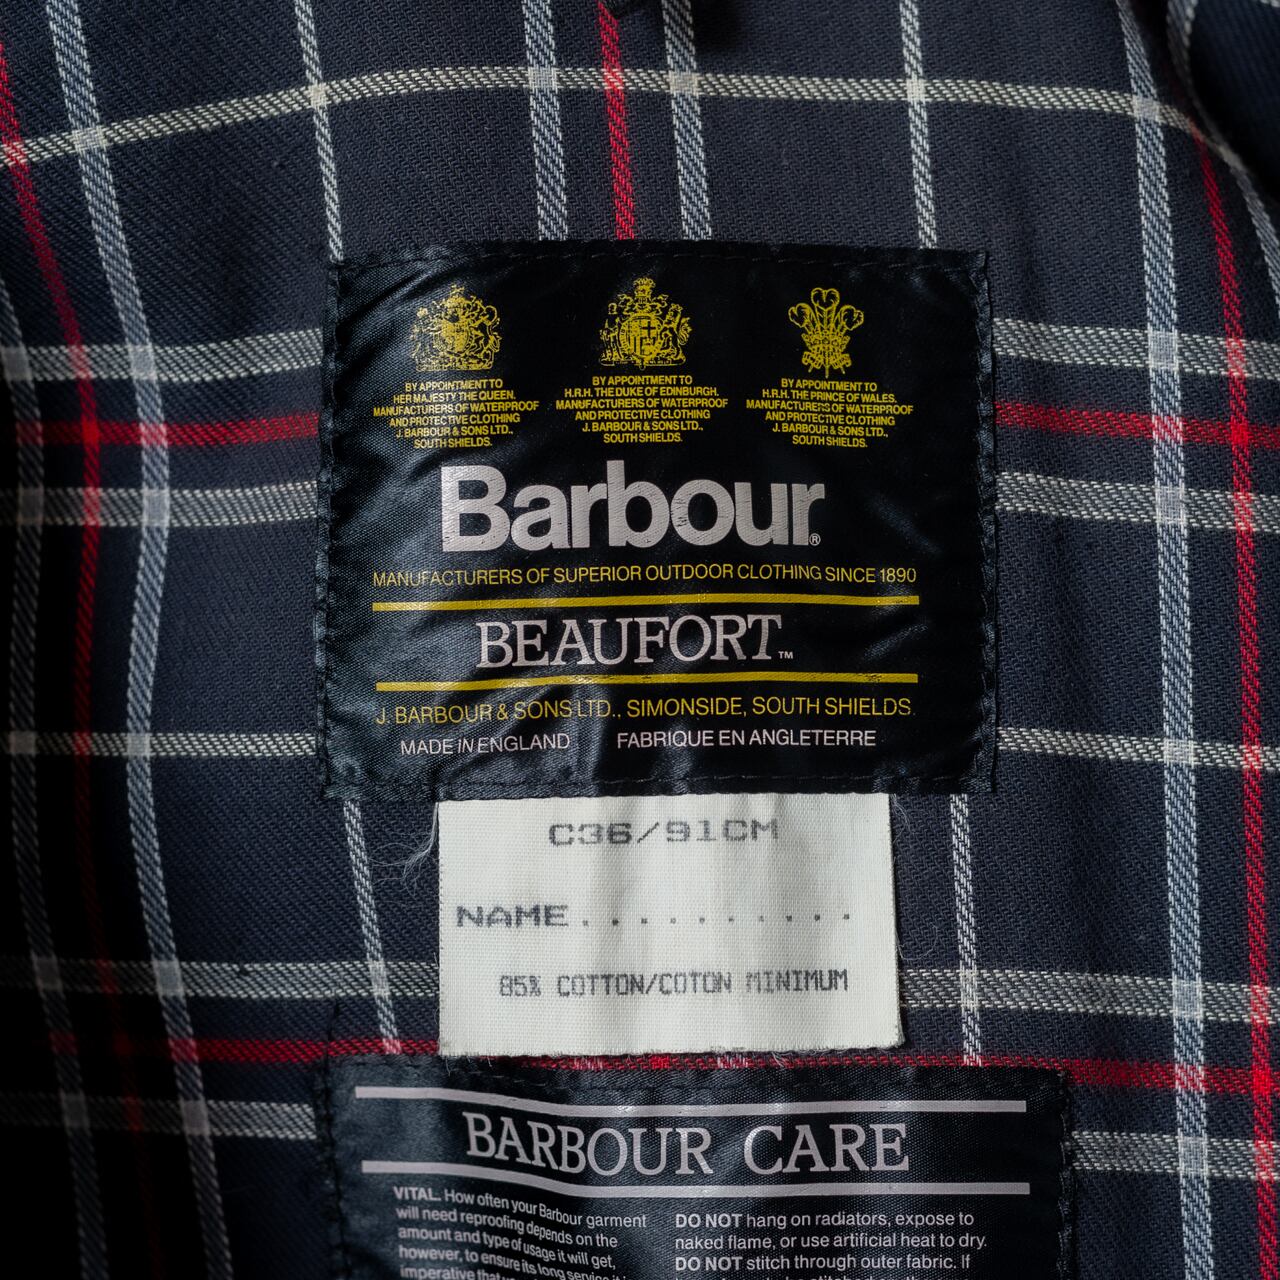 BY APPOINTMENT TO
HER MAJESTY THE QUEEN.
MANUFACTURERS OF WATERPROOF
AND PROTECTIVE CLOTHING
J. BARBOUR & SONS LTD.,
SOUTH SHIELDS.
BY APPOINTMENT TO
H.R.H. THE DUKE OF EDINBURGH.
MANUFACTURERS OF WATERPROOF
AND PROTECTIVE CLOTHING
J. BARBOUR & SONS LTD.,
SOUTH SHIELDS.
BY APPOINTMENT TO
H.R.H. THE PRINCE OF WALES.
MANUFACTURERS OF WATERPROOF
AND PROTECTIVE CLOTHING
J. BARBOUR & SONS LTD.,
SOUTH SHIELDS.
Barbour®
MANUFACTURERS OF SUPERIOR OUTDOOR CLOTHING SINCE 1890
BEAUFORT™
J. BARBOUR & SONS LTD., SIMONSIDE, SOUTH SHIELDS.
MADE IN ENGLAND FABRIQUE EN ANGLETERRE
C36/91CM
NAME..........
85% COTTON/COTON MINIMUM
BARBOUR CARE
VITAL. How often your Barbour garment
will need reproofing depends on the
amount and type of usage it will get,
however, to ensure its long service
imperative
DO NOT hang on radiators, expose to
naked flame, or use artificial heat to dry.
DO NOT stitch through outer fabric. If